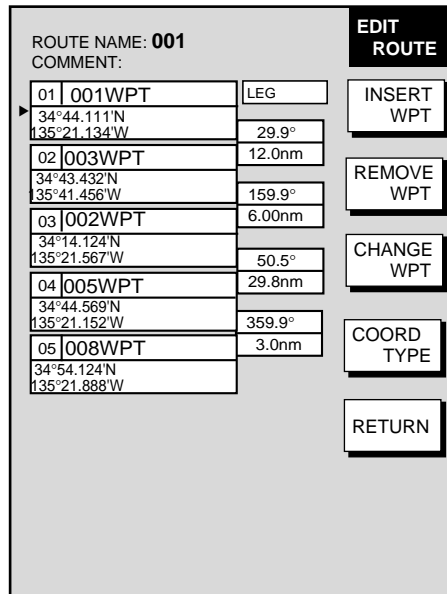 ROUTE NAME: 001
COMMENT:
EDIT
ROUTE
01 001WPT
LEG
34°44.111'N
135°21.134'W
29.9°
12.0nm
02 003WPT
34°43.432'N
135°41.456'W
159.9°
6.00nm
03 002WPT
34°14.124'N
135°21.567'W
50.5°
29.8nm
04 005WPT
34°44.569'N
135°21.152'W
359.9°
3.0nm
05 008WPT
34°54.124'N
135°21.888'W
INSERT
WPT
REMOVE
WPT
CHANGE
WPT
COORD
TYPE
RETURN